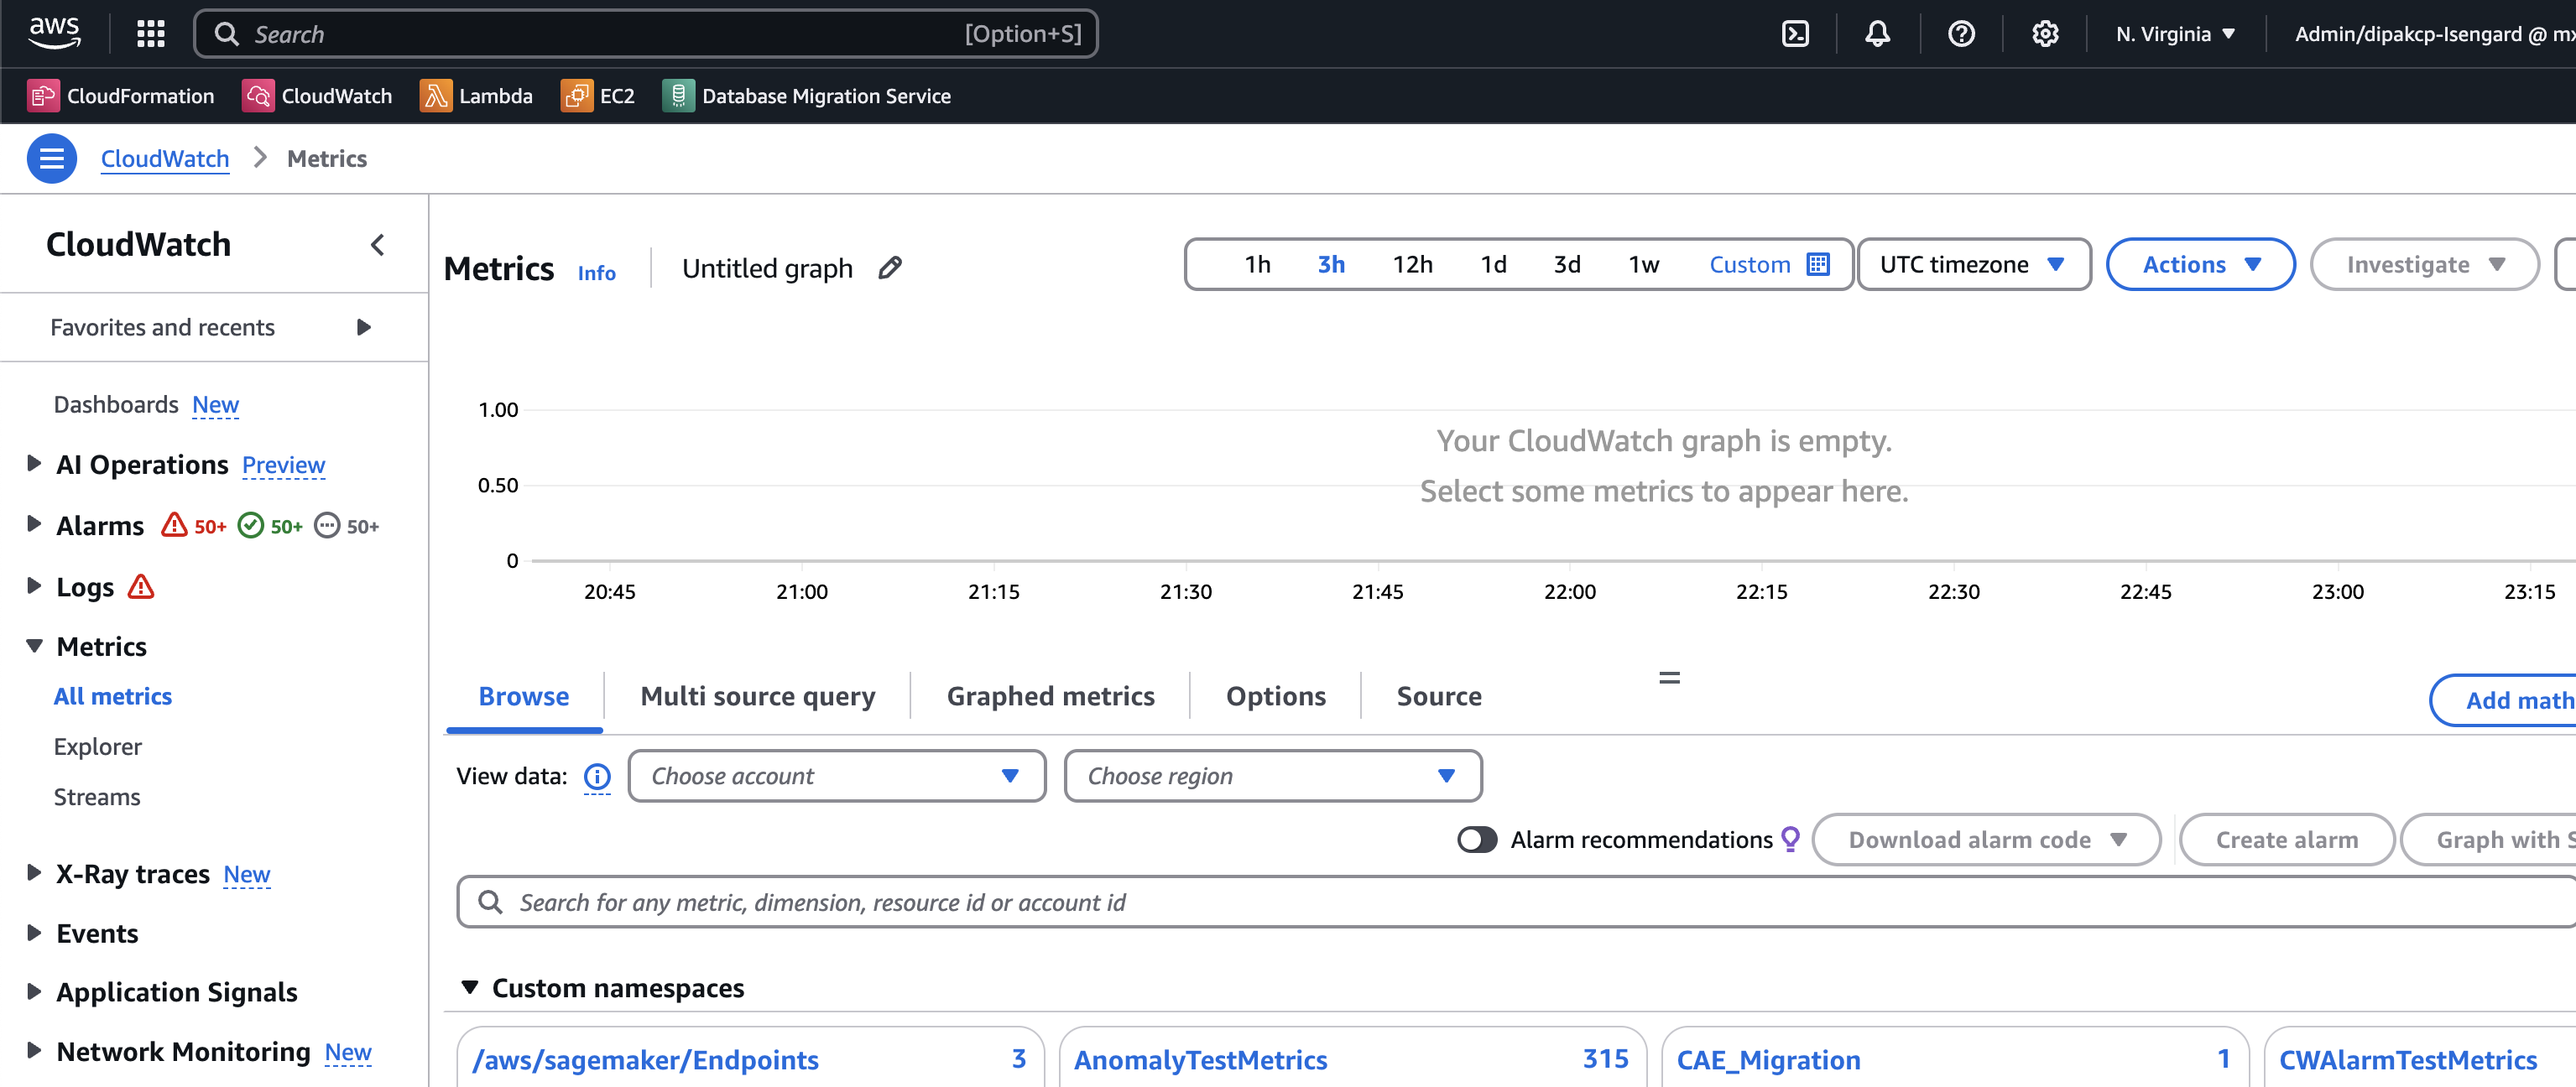 aws
Search [Option+S]
N. Virginia
Admin/dipakcp-Isengard @ mx
CloudFormation CloudWatch Lambda EC2 Database Migration Service
CloudWatch Metrics
CloudWatch
Favorites and recents
Dashboards New
AI Operations Preview
Alarms 50+ 50+ 50+
Logs
Metrics
All metrics
Explorer
Streams
X-Ray traces New
Events
Application Signals
Network Monitoring New
Metrics Info Untitled graph
1h 3h 12h 1d 3d 1w Custom UTC timezone Actions Investigate
1.00
0.50
0
Your CloudWatch graph is empty.
Select some metrics to appear here.
20:45 21:00 21:15 21:30 21:45 22:00 22:15 22:30 22:45 23:00 23:15
Browse Multi source query Graphed metrics Options Source
Add math
View data: Choose account Choose region
Alarm recommendations Download alarm code Create alarm Graph with S
Search for any metric, dimension, resource id or account id
Custom namespaces
/aws/sagemaker/Endpoints 3
AnomalyTestMetrics 315
CAE_Migration 1
CWAlarmTestMetrics